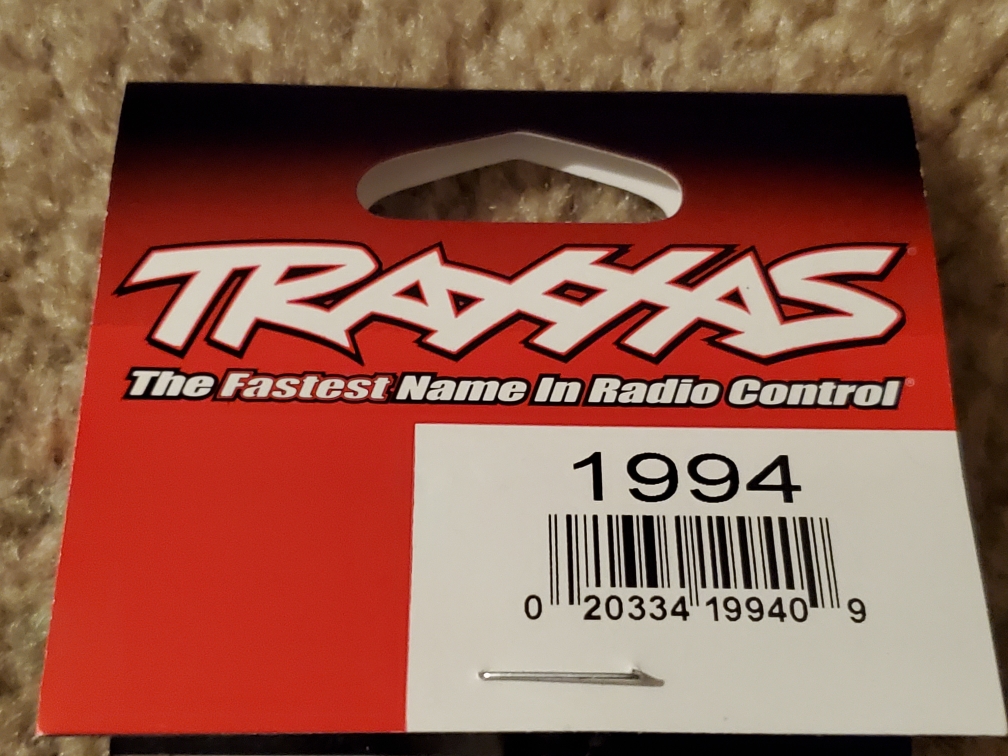 TRAXXAS®
The Fastest Name In Radio Control®
1994
0 20334 19940 9